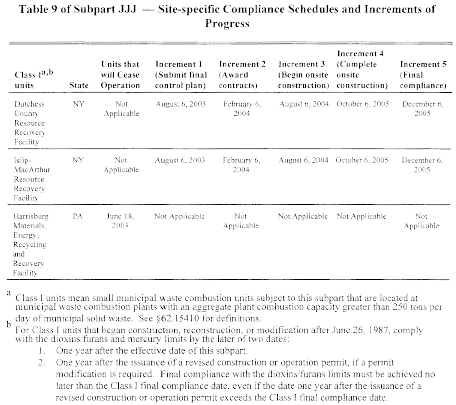 Table 9 of Subpart JJJ — Site-specific Compliance Schedules and Increments of
Progress
Class I a,b units State Units that will Cease Operation Increment 1 (Submit final control plan) Increment 2 (Award contracts) Increment 3 (Begin onsite construction) Increment 4 (Complete onsite construction) Increment 5 (Final compliance)
Dutchess County Resource Recovery Facility NY Not Applicable August 6, 2003 February 6, 2004 August 6, 2004 October 6, 2005 December 6, 2005
Islip-MacArthur Resource Recovery Facility NY Not Applicable August 6, 2003 February 6, 2004 August 6, 2004 October 6, 2005 December 6, 2005
Harrisburg Materials, Energy, Recycling and Recovery Facility PA June 18, 2003 Not Applicable Not Applicable Not Applicable Not Applicable Not Applicable
a Class I units mean small municipal waste combustion units subject to this subpart that are located at
municipal waste combustion plants with an aggregate plant combustion capacity greater than 250 tons per
day of municipal solid waste. See §62.15410 for definitions.
b For Class I units that began construction, reconstruction, or modification after June 26, 1987, comply
with the dioxins/furans and mercury limits by the later of two dates:
1. One year after the effective date of this subpart.
2. One year after the issuance of a revised construction or operation permit, if a permit
modification is required. Final compliance with the dioxins/furans limits must be achieved no
later than the Class I final compliance date, even if the date one year after the issuance of a
revised construction or operation permit exceeds the Class I final compliance date.